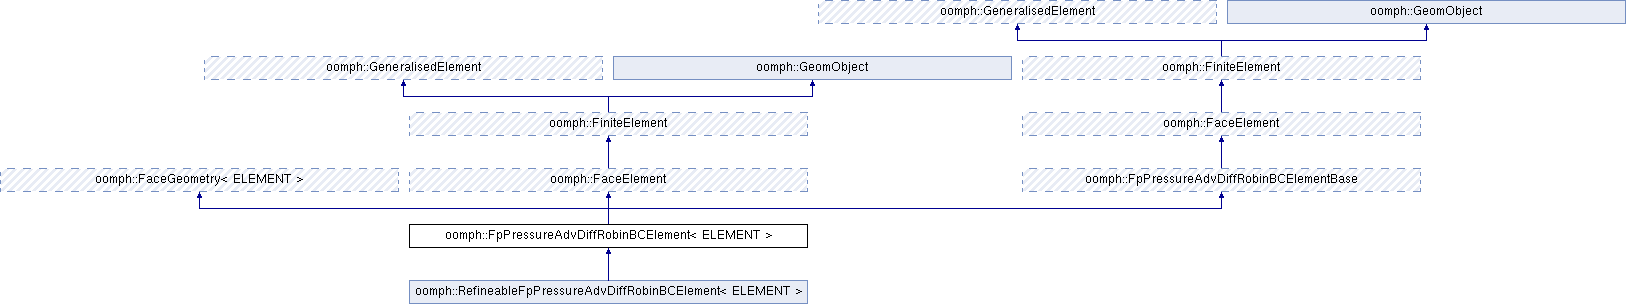 oomph::GeneralisedElement
oomph::GeomObject
oomph::GeneralisedElement
oomph::GeomObject
oomph::FiniteElement
oomph::FiniteElement
oomph::FaceElement
oomph::FaceGeometry< ELEMENT >
oomph::FaceElement
oomph::FpPressureAdvDiffRobinBCElementBase
oomph::FpPressureAdvDiffRobinBCElement< ELEMENT >
oomph::RefineableFpPressureAdvDiffRobinBCElement< ELEMENT >